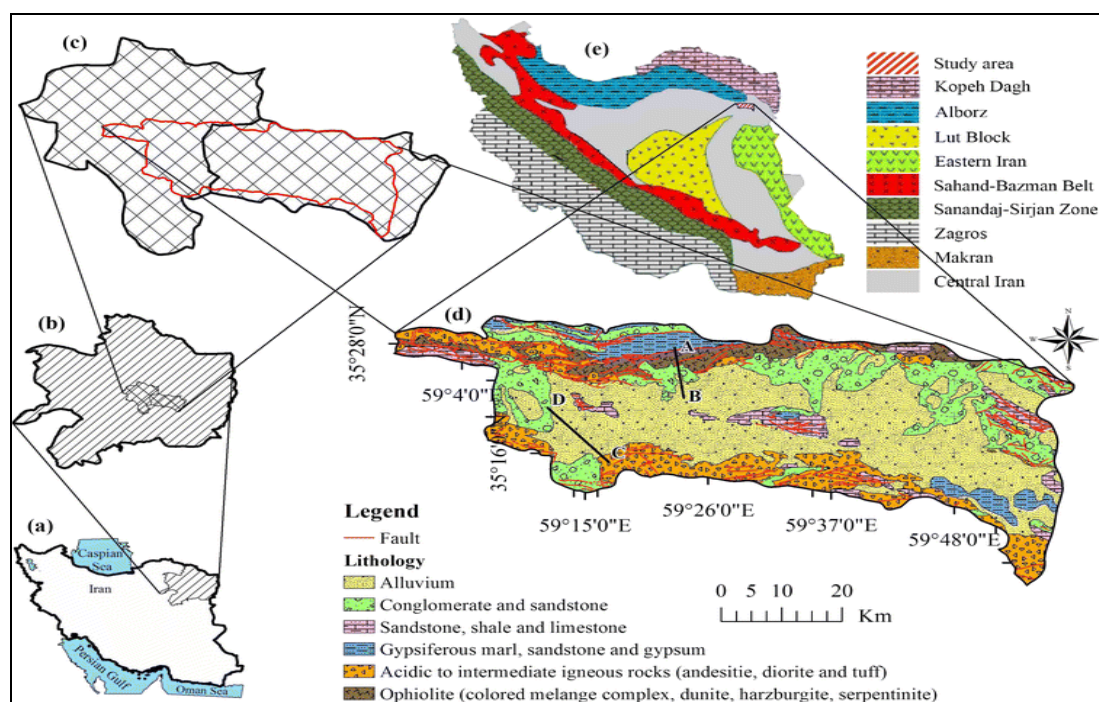 (c)
(e)
Study area
Kopeh Dagh
Alborz
Lut Block
Eastern Iran
Sahand-Bazman Belt
Sanandaj-Sirjan Zone
Zagros
Makran
Central Iran
(b)
(d)
35°28'0"N
A
B
D
C
59°4'0"E
35°16'
N
W
59°15'0"E
59°26'0"E
59°37'0"E
59°48'0"E
(a)
Caspian
Sea
Iran
Persian Gulf
Oman Sea
Legend
Fault
Lithology
Alluvium
Conglomerate and sandstone
Sandstone, shale and limestone
Gypsiferous marl, sandstone and gypsum
Acidic to intermediate igneous rocks (andesitie, diorite and tuff)
Ophiolite (colored melange complex, dunite, harzburgite, serpentinite)
0 5 10 20
Km